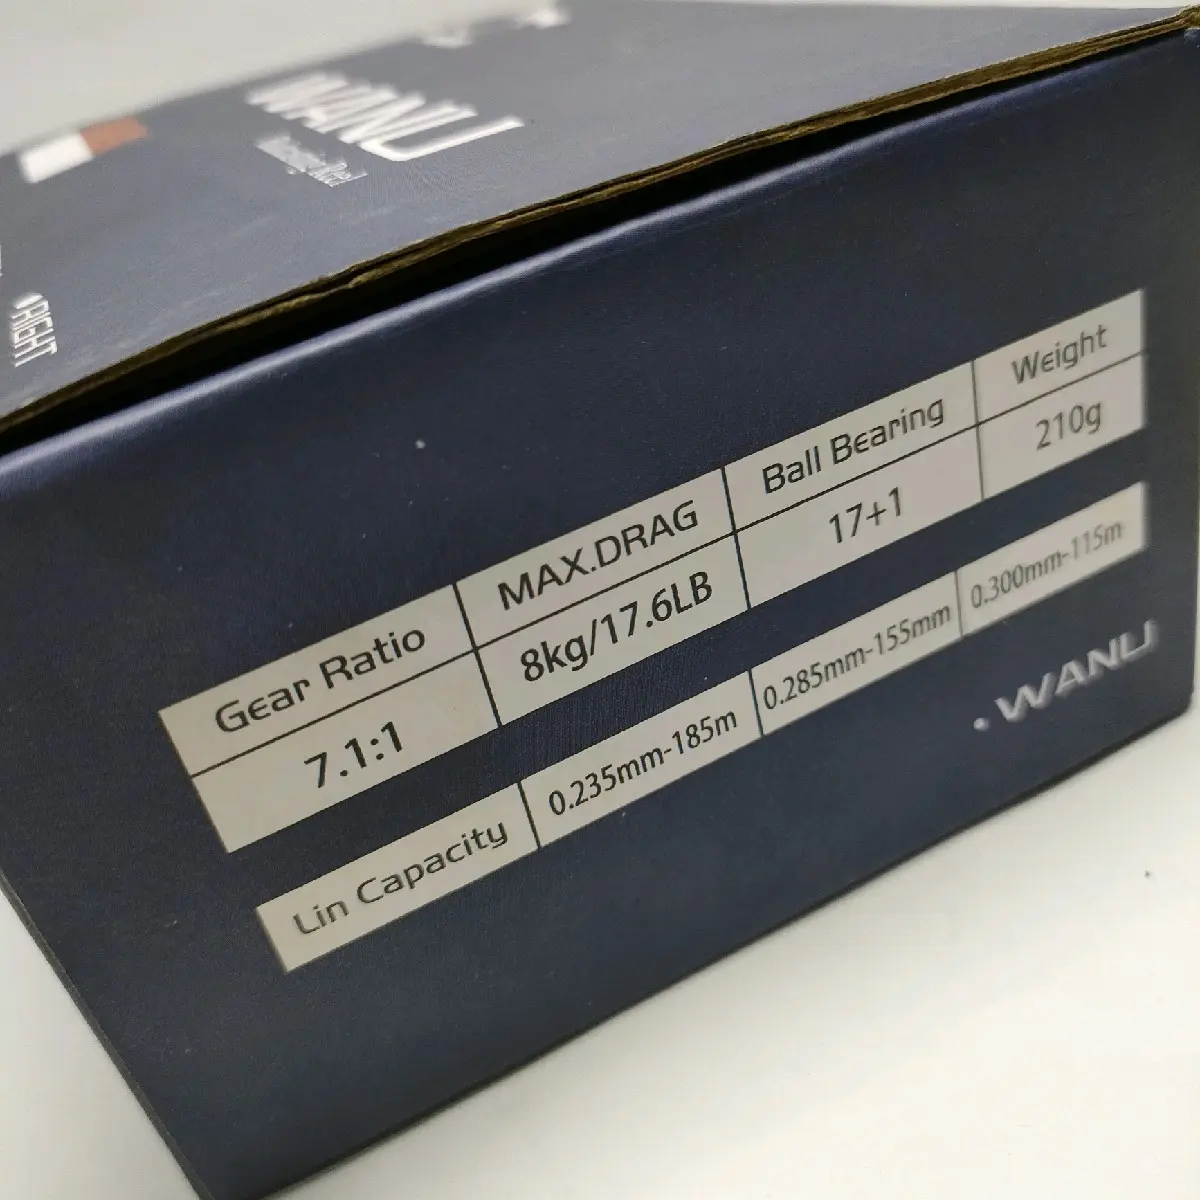 WANU
RIGHT
Gear Ratio MAX.DRAG Ball Bearing Weight
7.1:1 8kg/17.6LB 17+1 210g
Lin Capacity 0.235mm-185m 0.285mm-155mm 0.300mm-115m
.WANU